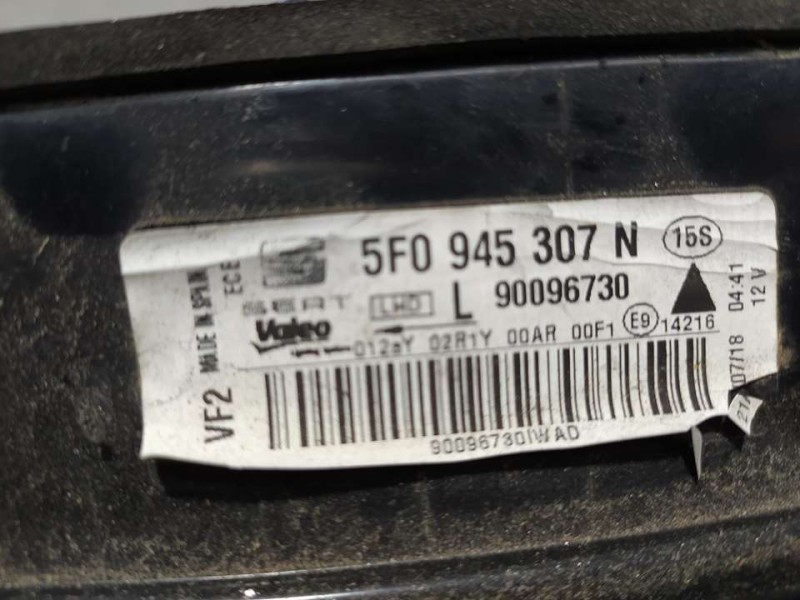 5F0 945 307 N 15S
SEAT LHD L 90096730
Valeo
012aY 02R1Y 00AR 00F1 E9 14216
90096730IWAD
VF2 MADE IN SPAIN
ECE
07/18 04:41
12 V